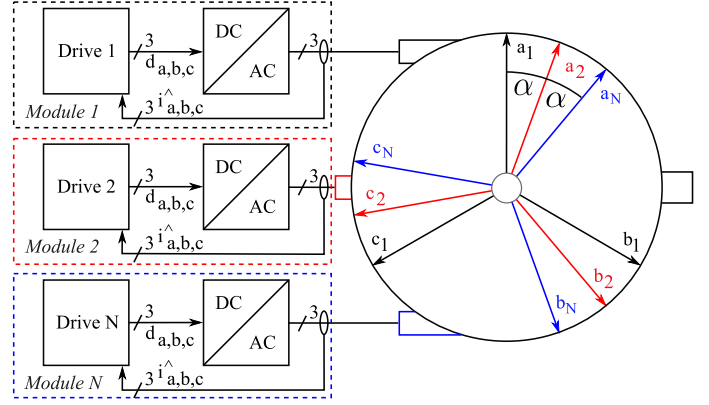 Drive 1
3
d a,b,c
DC
AC
3
3 i^ a,b,c
Module 1
Drive 2
3
d a,b,c
DC
AC
3
3 i^ a,b,c
Module 2
Drive N
3
d a,b,c
DC
AC
3
3 i^ a,b,c
Module N
a1
a2
aN
α
α
cN
c2
c1
b1
b2
bN